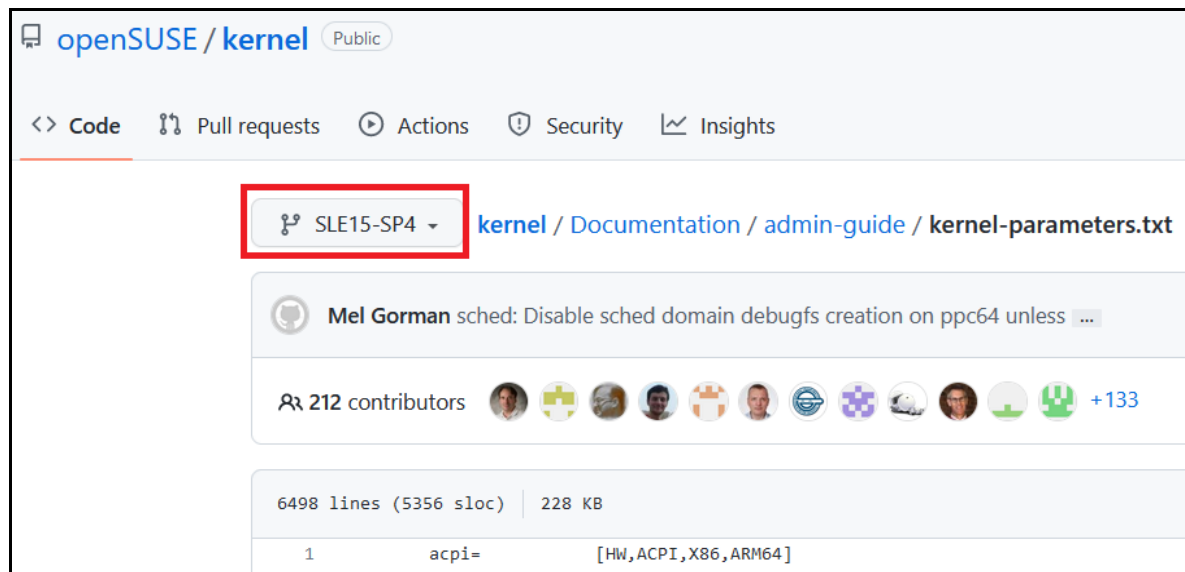 openSUSE / kernel Public
Code Pull requests Actions Security Insights
SLE15-SP4 kernel / Documentation / admin-guide / kernel-parameters.txt
Mel Gorman sched: Disable sched domain debugfs creation on ppc64 unless ...
212 contributors +133
6498 lines (5356 sloc) 228 KB
1 acpi= [HW,ACPI,X86,ARM64]